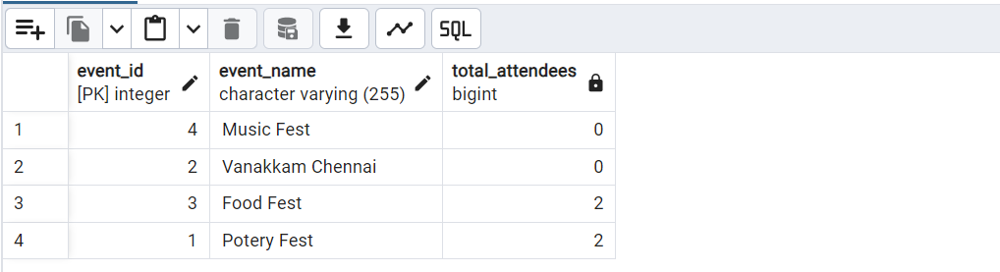 SQL
event_id event_name total_attendees
[PK] integer character varying (255) bigint
1 4 Music Fest 0
2 2 Vanakkam Chennai 0
3 3 Food Fest 2
4 1 Potery Fest 2